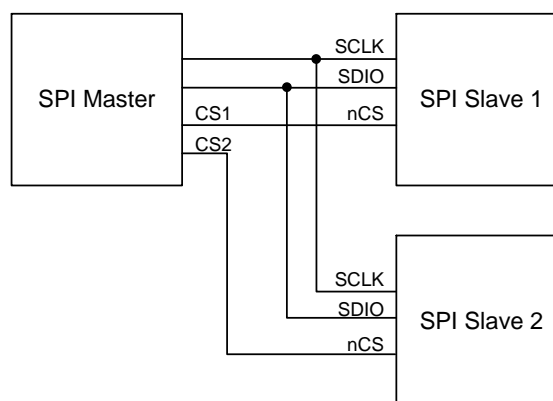 SPI Master
CS1
CS2
SCLK
SDIO
nCS
SPI Slave 1
SCLK
SDIO
nCS
SPI Slave 2